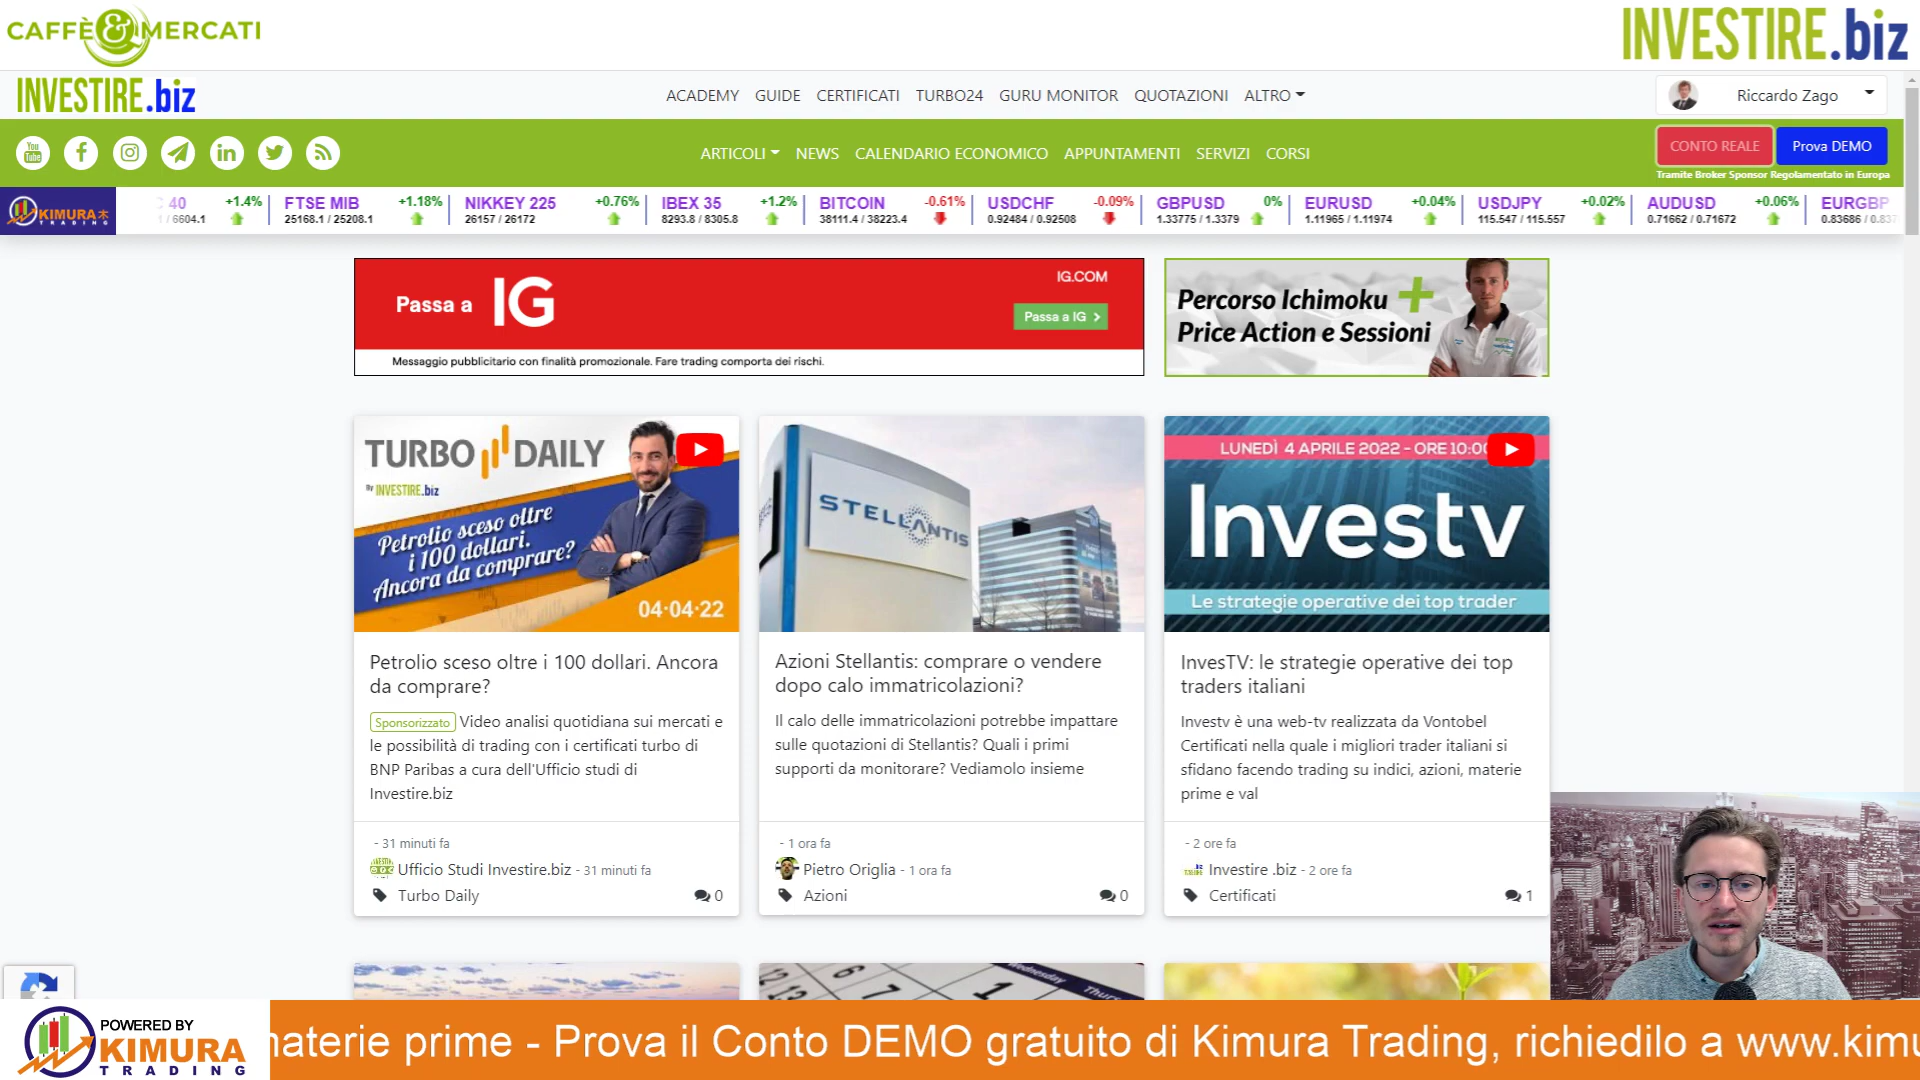 CAFFÈ & MERCATI
INVESTIRE.biz
INVESTIRE.biz
ACADEMY GUIDE CERTIFICATI TURBO24 GURU MONITOR QUOTAZIONI ALTRO
Riccardo Zago
You Tube
ARTICOLI NEWS CALENDARIO ECONOMICO APPUNTAMENTI SERVIZI CORSI
CONTO REALE
Prova DEMO
Tramite Broker Sponsor Regolamentato in Europa
KIMURA
TRADING
40 +1.4% FTSE MIB +1.18% NIKKEY 225 +0.76% IBEX 35 +1.2% BITCOIN -0.61% USDCHF -0.09% GBPUSD 0% EURUSD +0.04% USDJPY +0.02% AUDUSD +0.06% EURGBP
/ 6604.1 25168.1 / 25208.1 26157 / 26172 8293.8 / 8305.8 38111.4 / 38223.4 0.92484 / 0.92508 1.33775 / 1.3379 1.11965 / 1.11974 115.547 / 115.557 0.71662 / 0.71672 0.83686 /
Passa a IG
IG.COM
Passa a IG
Messaggio pubblicitario con finalità promozionale. Fare trading comporta dei rischi.
Percorso Ichimoku +
Price Action e Sessioni
TURBO DAILY
By INVESTIRE.biz
Petrolio sceso oltre
i 100 dollari.
Ancora da comprare?
04·04·22
Petrolio sceso oltre i 100 dollari. Ancora
da comprare?
Sponsorizzato Video analisi quotidiana sui mercati e
le possibilità di trading con i certificati turbo di
BNP Paribas a cura dell'Ufficio studi di
Investire.biz
- 31 minuti fa
Ufficio Studi Investire.biz - 31 minuti fa
Turbo Daily 0
STELLANTIS
Azioni Stellantis: comprare o vendere
dopo calo immatricolazioni?
Il calo delle immatricolazioni potrebbe impattare
sulle quotazioni di Stellantis? Quali i primi
supporti da monitorare? Vediamolo insieme
- 1 ora fa
Pietro Origlia - 1 ora fa
Azioni 0
LUNEDÌ 4 APRILE 2022 - ORE 10:00
Investv
Le strategie operative dei top trader
InvesTV: le strategie operative dei top
traders italiani
Investv è una web-tv realizzata da Vontobel
Certificati nella quale i migliori trader italiani si
sfidano facendo trading su indici, azioni, materie
prime e val
- 2 ore fa
Investire .biz - 2 ore fa
Certificati 1
6
7
1
Wednesday
POWERED BY
KIMURA
TRADING
materie prime - Prova il Conto DEMO gratuito di Kimura Trading, richiedilo a www.kimu